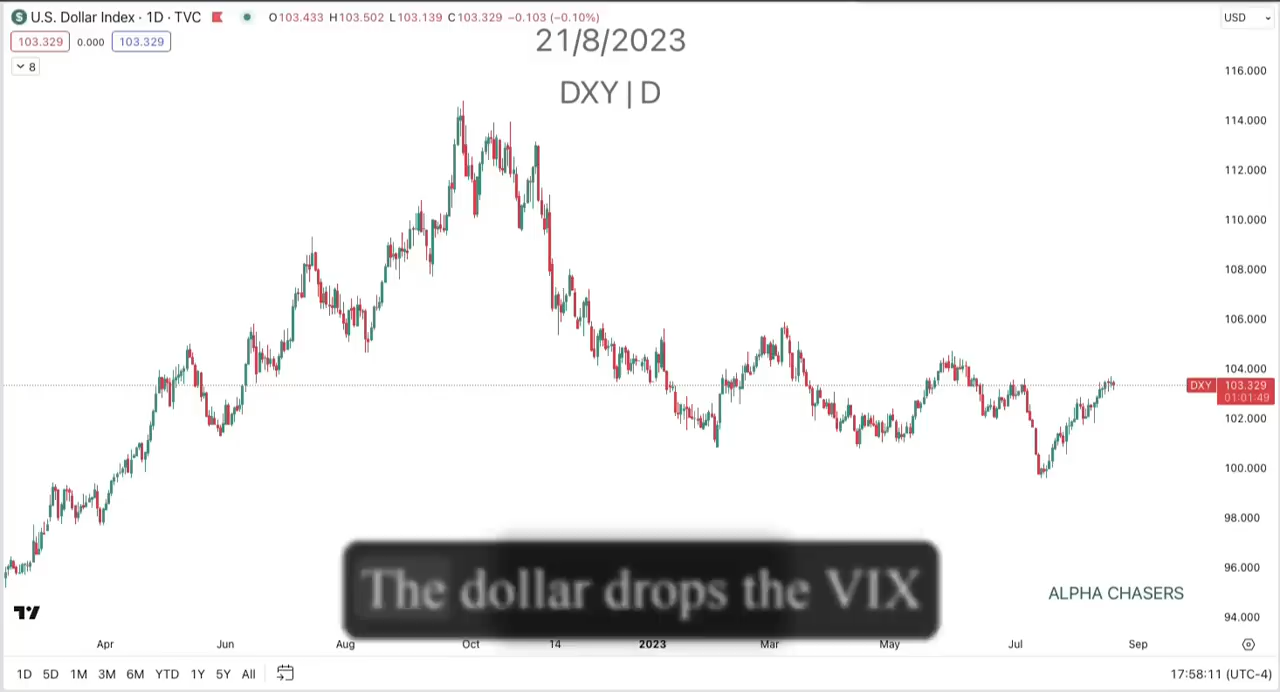 U.S. Dollar Index · 1D · TVC O103.433 H103.502 L103.139 C103.329 −0.103 (−0.10%)
USD
103.329 0.000 103.329
8
21/8/2023
DXY | D
116.000
114.000
112.000
110.000
108.000
106.000
104.000
DXY 103.329
01:01:49
102.000
100.000
98.000
96.000
94.000
The dollar drops the VIX
ALPHA CHASERS
Apr Jun Aug Oct 14 2023 Mar May Jul Sep
1D 5D 1M 3M 6M YTD 1Y 5Y All
17:58:11 (UTC-4)